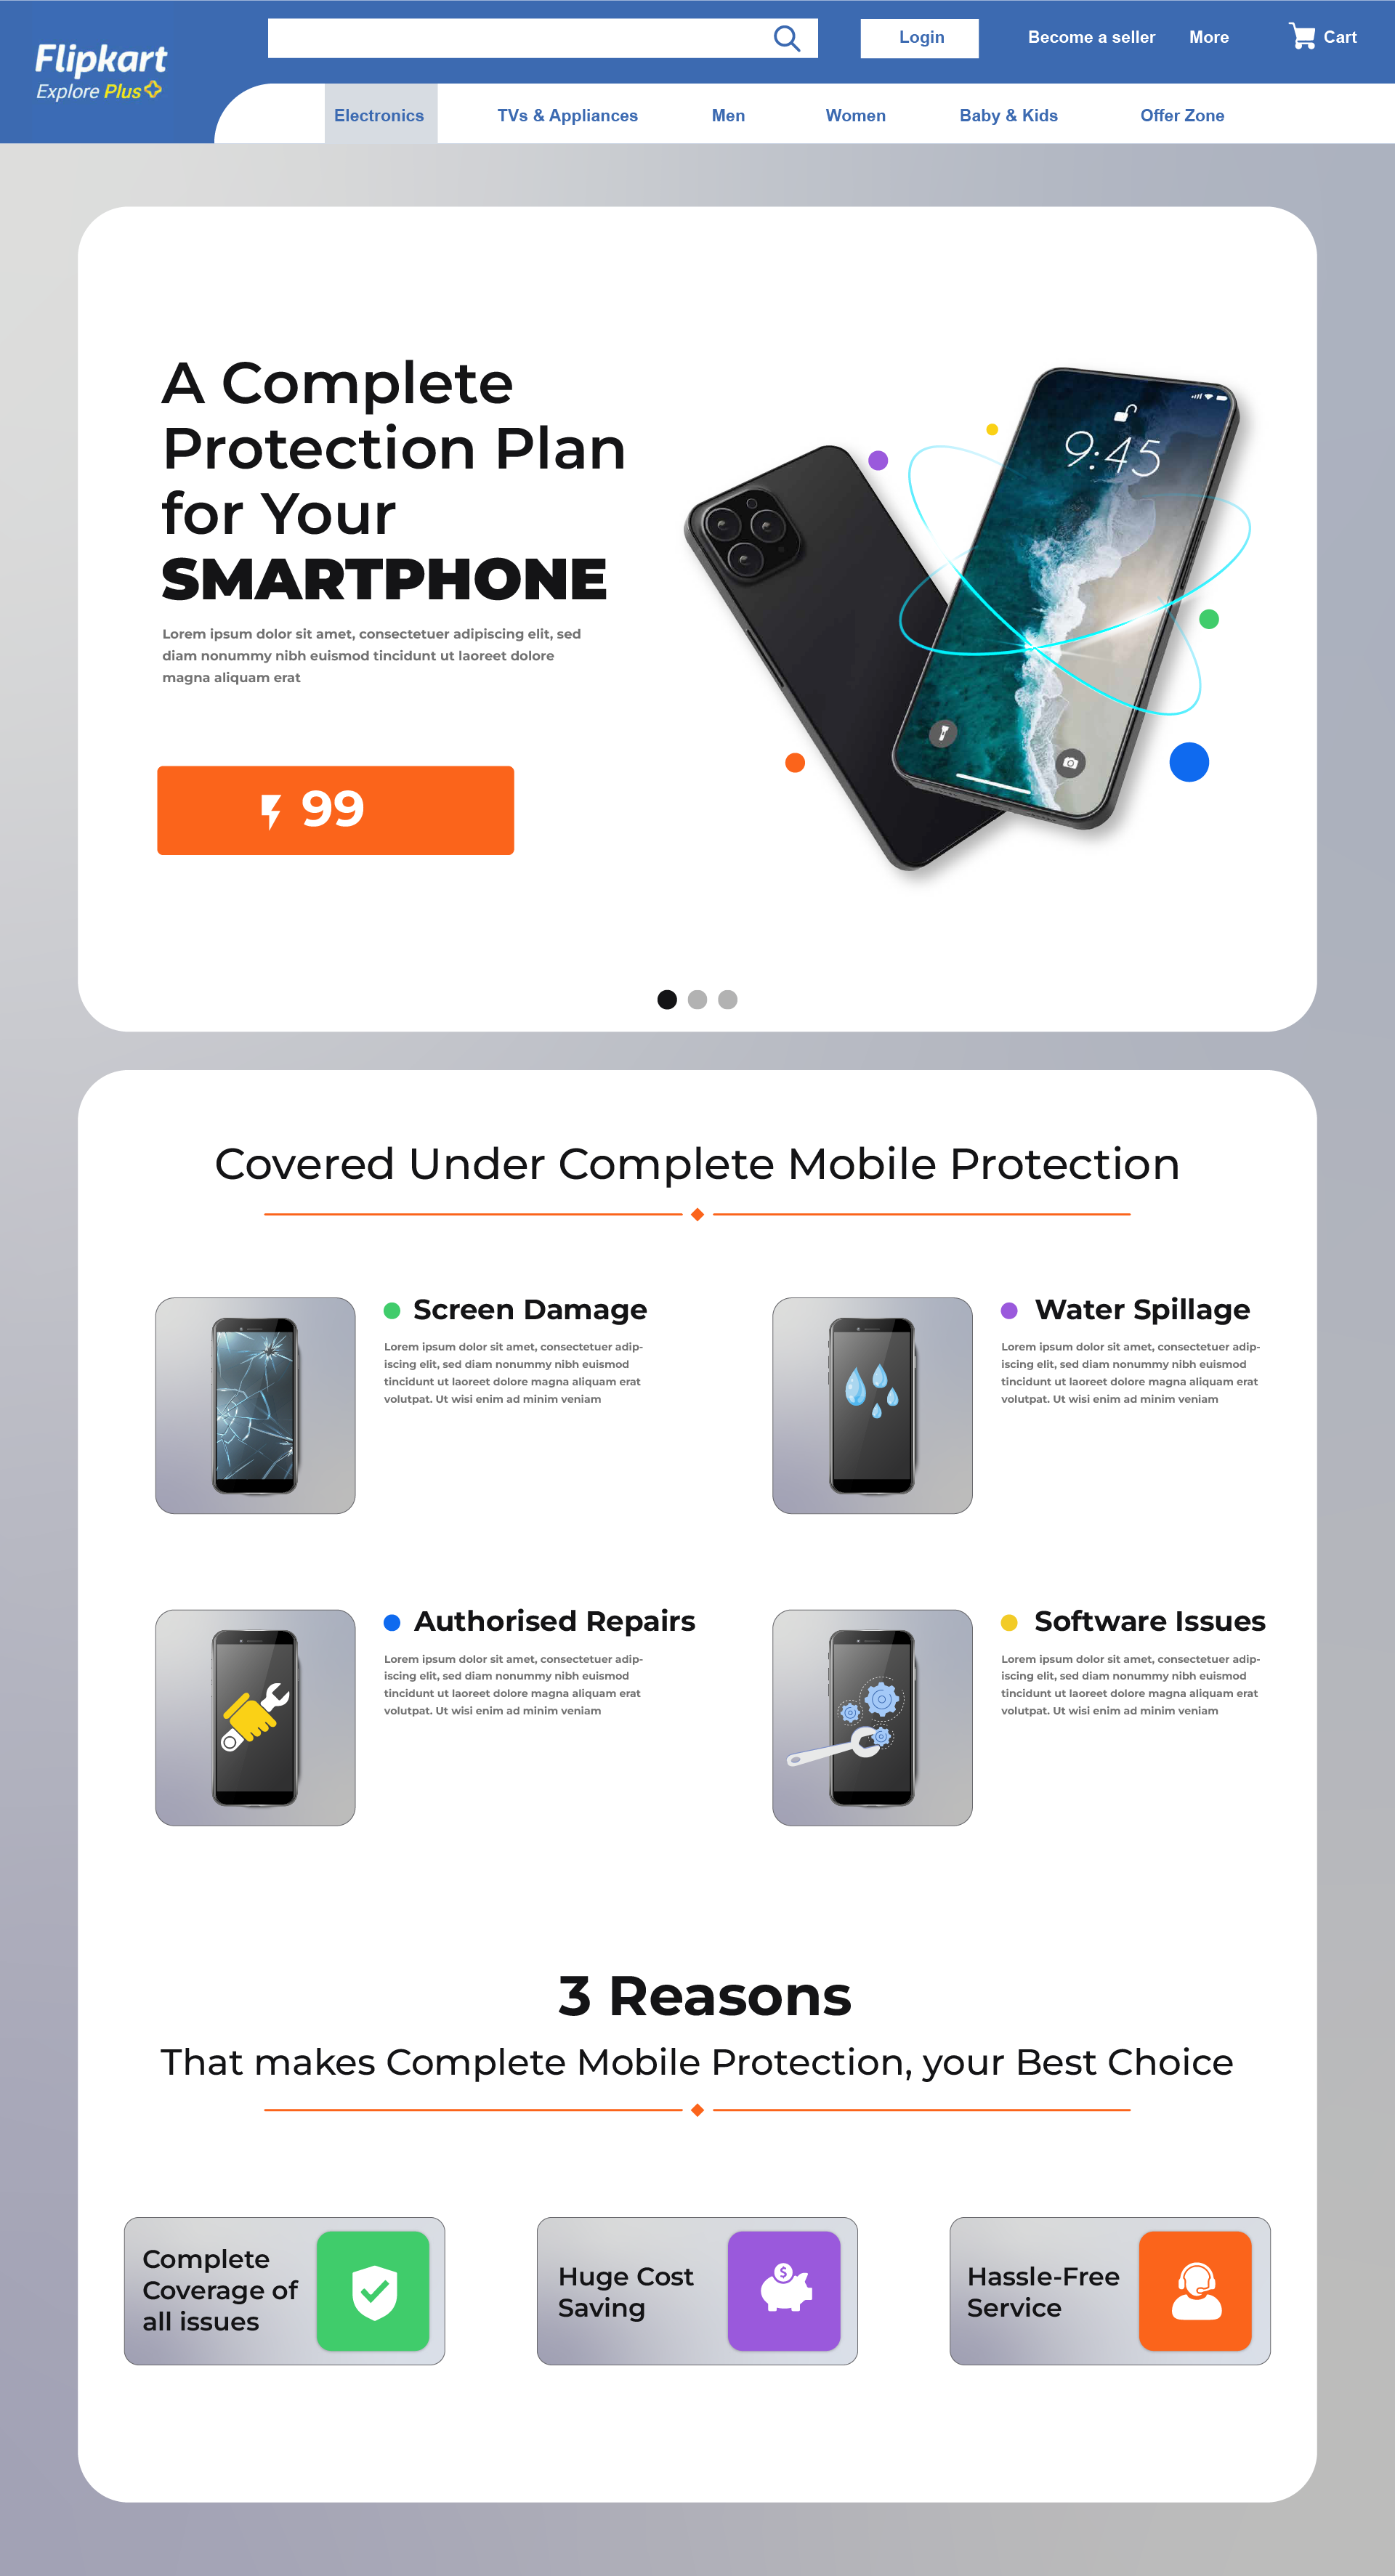 Flipkart
Explore Plus
Login
Become a seller
More
Cart
Electronics
TVs & Appliances
Men
Women
Baby & Kids
Offer Zone
A Complete
Protection Plan
for Your
SMARTPHONE
Lorem ipsum dolor sit amet, consectetuer adipiscing elit, sed
diam nonummy nibh euismod tincidunt ut laoreet dolore
magna aliquam erat
99
9:45
Covered Under Complete Mobile Protection
Screen Damage
Lorem ipsum dolor sit amet, consectetuer adip-
iscing elit, sed diam nonummy nibh euismod
tincidunt ut laoreet dolore magna aliquam erat
volutpat. Ut wisi enim ad minim veniam
Water Spillage
Lorem ipsum dolor sit amet, consectetuer adip-
iscing elit, sed diam nonummy nibh euismod
tincidunt ut laoreet dolore magna aliquam erat
volutpat. Ut wisi enim ad minim veniam
Authorised Repairs
Lorem ipsum dolor sit amet, consectetuer adip-
iscing elit, sed diam nonummy nibh euismod
tincidunt ut laoreet dolore magna aliquam erat
volutpat. Ut wisi enim ad minim veniam
Software Issues
Lorem ipsum dolor sit amet, consectetuer adip-
iscing elit, sed diam nonummy nibh euismod
tincidunt ut laoreet dolore magna aliquam erat
volutpat. Ut wisi enim ad minim veniam
3 Reasons
That makes Complete Mobile Protection, your Best Choice
Complete
Coverage of
all issues
Huge Cost
Saving
$
Hassle-Free
Service